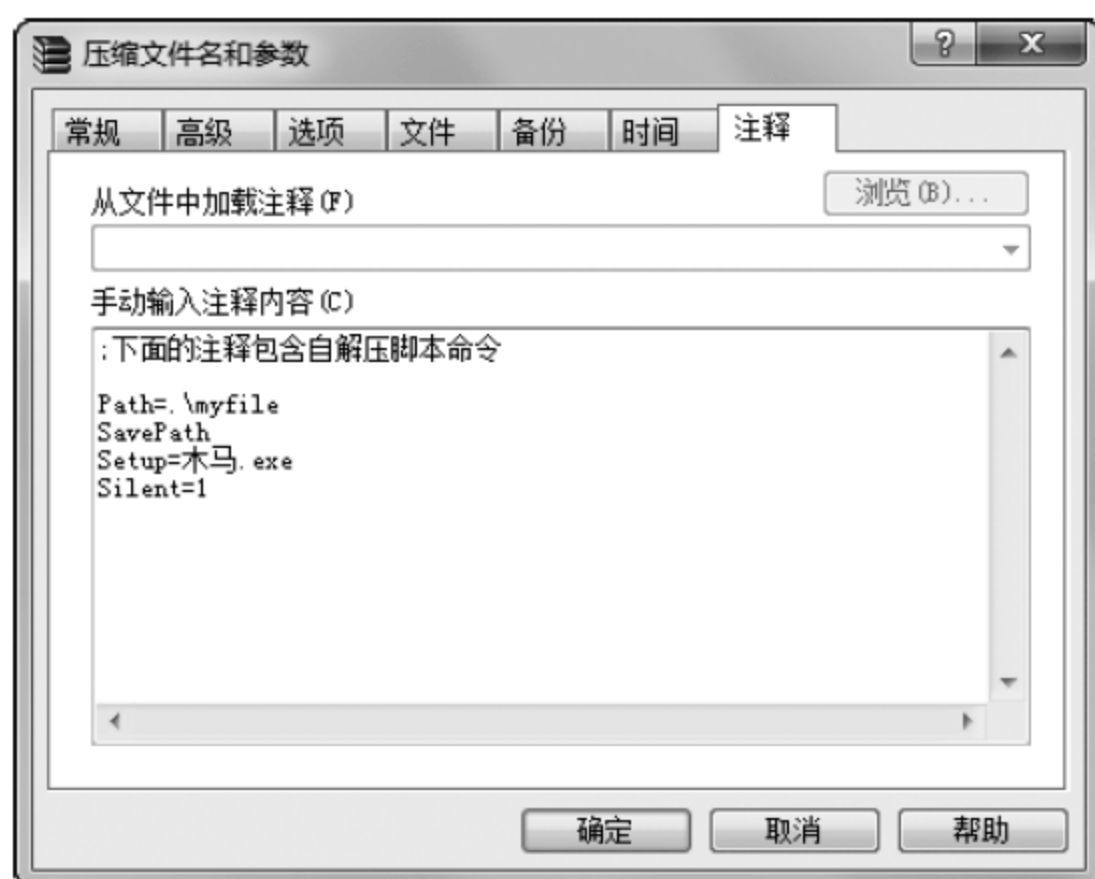 压缩文件名和参数
常规 高级 选项 文件 备份 时间 注释
从文件中加载注释(F)
浏览(B)...
手动输入注释内容(C)
;下面的注释包含自解压脚本命令
Path=.\myfile
SavePath
Setup=木马.exe
Silent=1
确定 取消 帮助